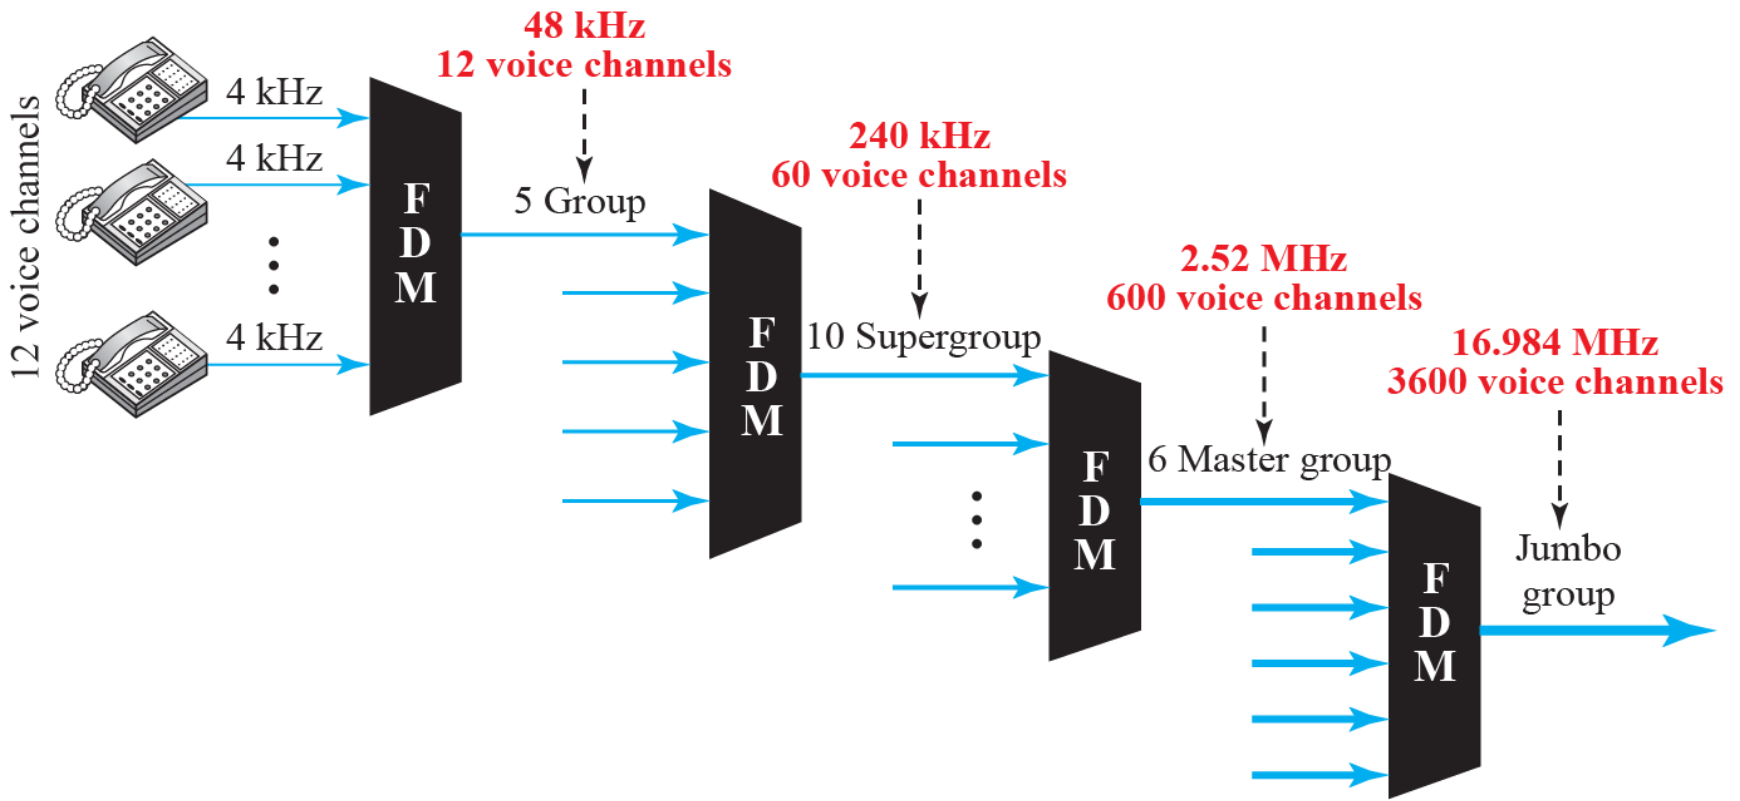 12 voice channels
4 kHz
4 kHz
4 kHz
F
D
M
48 kHz
12 voice channels
5 Group
F
D
M
240 kHz
60 voice channels
10 Supergroup
F
D
M
2.52 MHz
600 voice channels
6 Master group
F
D
M
16.984 MHz
3600 voice channels
Jumbo
group